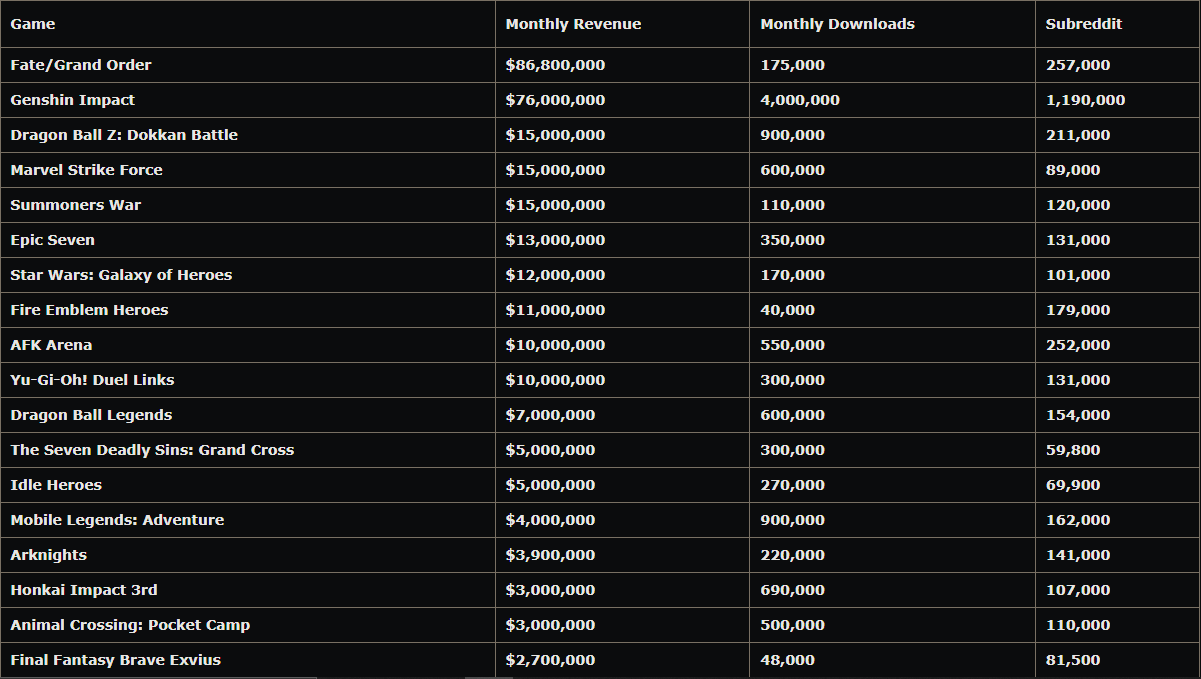 Game Monthly Revenue Monthly Downloads Subreddit
Fate/Grand Order $86,800,000 175,000 257,000
Genshin Impact $76,000,000 4,000,000 1,190,000
Dragon Ball Z: Dokkan Battle $15,000,000 900,000 211,000
Marvel Strike Force $15,000,000 600,000 89,000
Summoners War $15,000,000 110,000 120,000
Epic Seven $13,000,000 350,000 131,000
Star Wars: Galaxy of Heroes $12,000,000 170,000 101,000
Fire Emblem Heroes $11,000,000 40,000 179,000
AFK Arena $10,000,000 550,000 252,000
Yu-Gi-Oh! Duel Links $10,000,000 300,000 131,000
Dragon Ball Legends $7,000,000 600,000 154,000
The Seven Deadly Sins: Grand Cross $5,000,000 300,000 59,800
Idle Heroes $5,000,000 270,000 69,900
Mobile Legends: Adventure $4,000,000 900,000 162,000
Arknights $3,900,000 220,000 141,000
Honkai Impact 3rd $3,000,000 690,000 107,000
Animal Crossing: Pocket Camp $3,000,000 500,000 110,000
Final Fantasy Brave Exvius $2,700,000 48,000 81,500